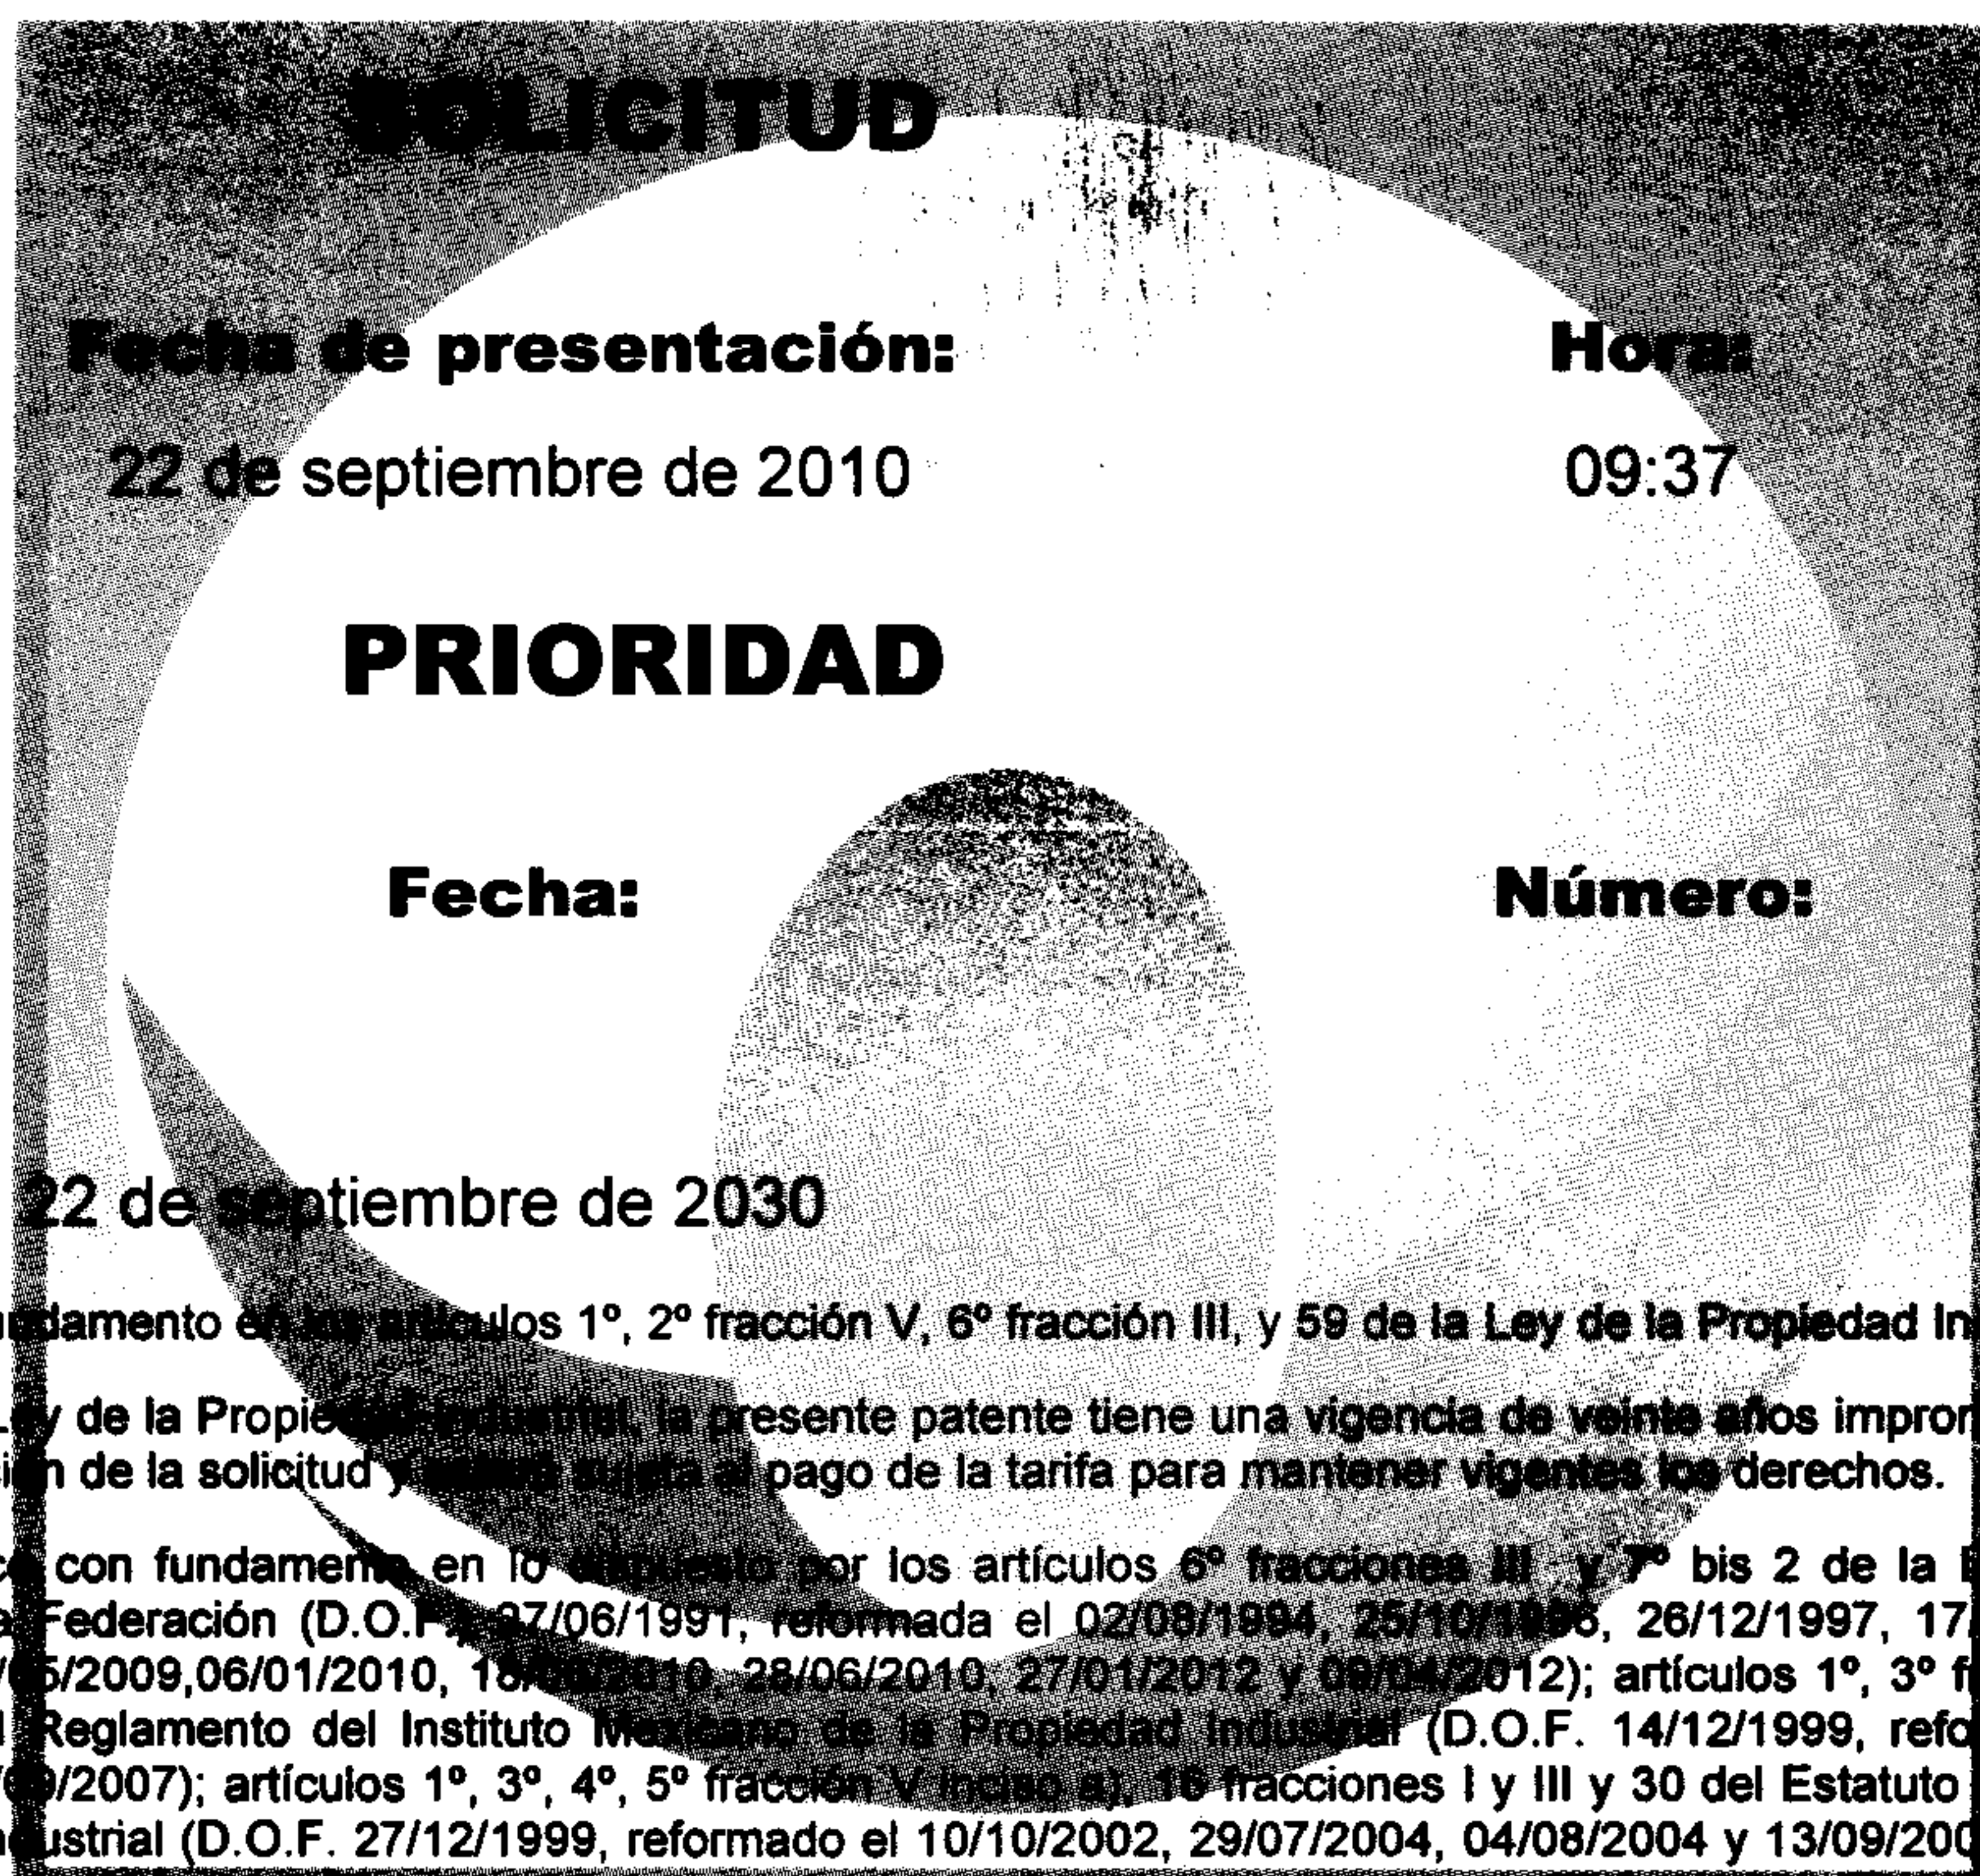 SOLICITUD
Fecha de presentación: Hora:
22 de septiembre de 2010 09:37
PRIORIDAD
Fecha: Número:
22 de septiembre de 2030
damento en los artículos 1º, 2º fracción V, 6º fracción III, y 59 de la Ley de la Propiedad In
Ley de la Propiedad Industrial, la presente patente tiene una vigencia de veinte años impror
de la solicitud y estará sujeta al pago de la tarifa para mantener vigentes los derechos.
con fundamento en lo dispuesto por los artículos 6º fracciones III y 7º bis 2 de la
Federación (D.O.F. 27/06/1991, reformada el 02/08/1994, 25/10/1996, 26/12/1997, 17/
/2009,06/01/2010, 18/06/2010, 28/06/2010, 27/01/2012 y 09/04/2012); artículos 1º, 3º fr
Reglamento del Instituto Mexicano de la Propiedad Industrial (D.O.F. 14/12/1999, refo
/2007); artículos 1º, 3º, 4º, 5º fracción V inciso a), 16 fracciones I y III y 30 del Estatuto
ustrial (D.O.F. 27/12/1999, reformado el 10/10/2002, 29/07/2004, 04/08/2004 y 13/09/200